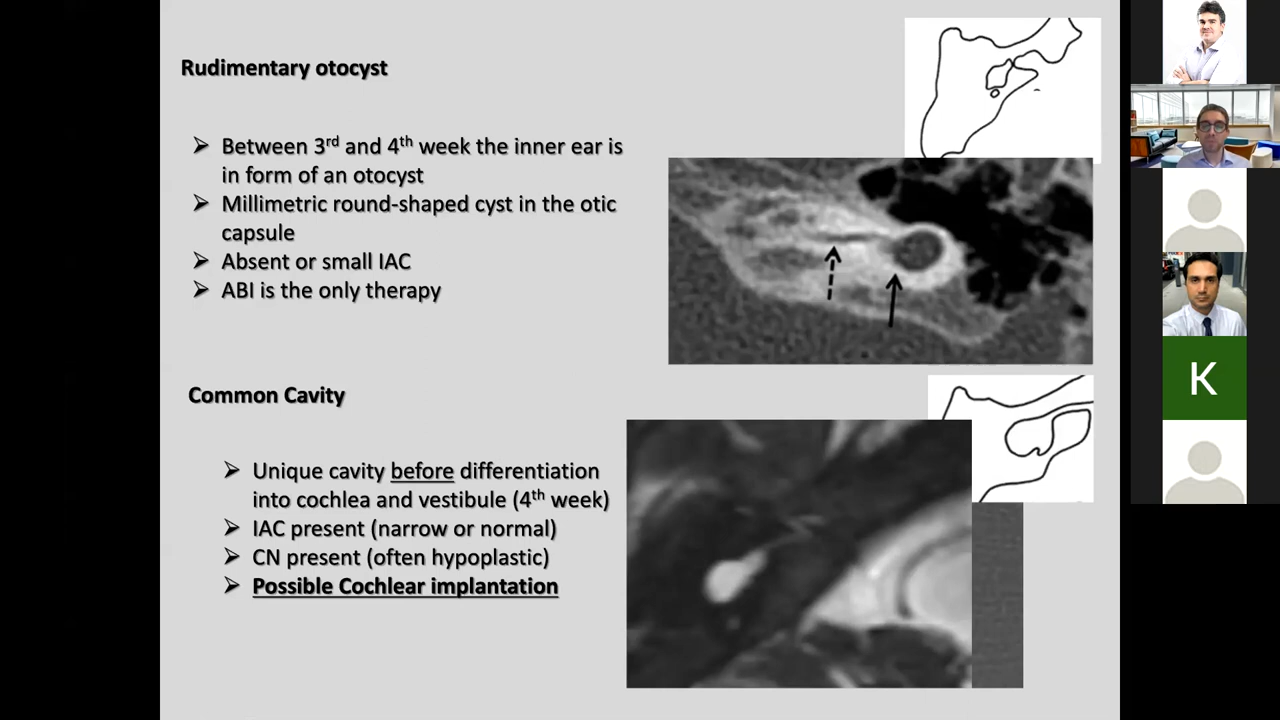 Rudimentary otocyst
➢ Between 3rd and 4th week the inner ear is
in form of an otocyst
➢ Millimetric round-shaped cyst in the otic
capsule
➢ Absent or small IAC
➢ ABI is the only therapy
Common Cavity
➢ Unique cavity before differentiation
into cochlea and vestibule (4th week)
➢ IAC present (narrow or normal)
➢ CN present (often hypoplastic)
➢ Possible Cochlear implantation
K